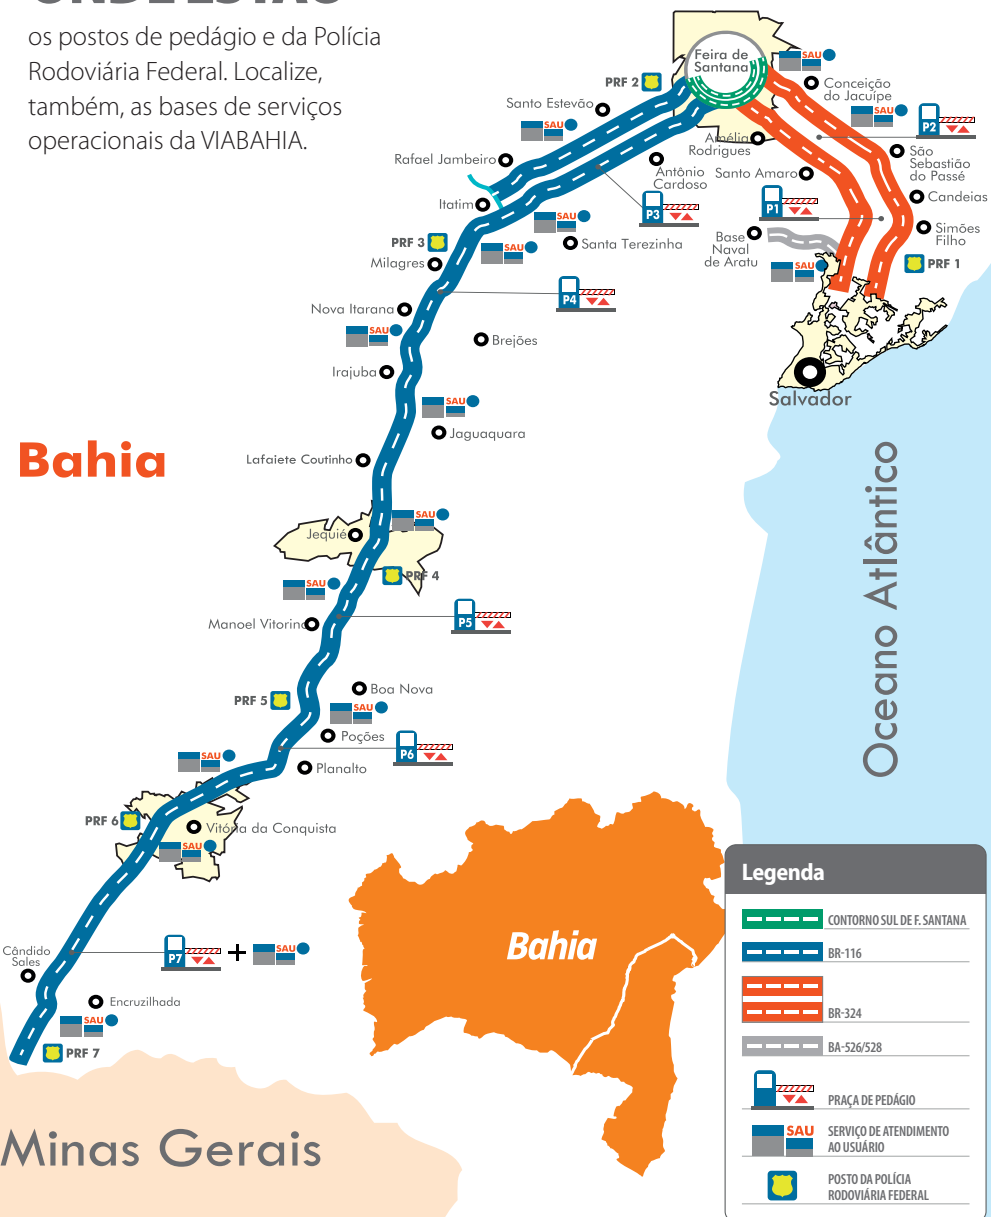 ONDE ESTÃO
os postos de pedágio e da Polícia
Rodoviária Federal. Localize,
também, as bases de serviços
operacionais da VIABAHIA.
Feira de
Santana
SAU
PRF 2
Conceição
do Jacuípe
Santo Estevão
SAU
SAU
P2
Amélia
Rodrigues
São
Sebastião
do Passé
Rafael Jambeiro
Antônio
Cardoso
Santo Amaro
Candeias
Itatim
P3
P1
SAU
Simões
Filho
Base
Naval
de Aratu
PRF 3
SAU
Santa Terezinha
PRF 1
Milagres
SAU
P4
Nova Itarana
SAU
Brejões
Irajuba
Salvador
SAU
Jaguaquara
Bahia
Lafaiete Coutinho
Oceano Atlântico
SAU
Jequié
PRF 4
SAU
Manoel Vitorino
P5
Boa Nova
PRF 5
SAU
Poções
P6
SAU
Planalto
PRF 6
Vitória da Conquista
SAU
Cândido
Sales
P7
+
SAU
Encruzilhada
SAU
PRF 7
Minas Gerais
Bahia
Legenda
CONTORNO SUL DE F. SANTANA
BR-116
BR-324
BA-526/528
PRAÇA DE PEDÁGIO
SAU
SERVIÇO DE ATENDIMENTO
AO USUÁRIO
POSTO DA POLÍCIA
RODOVIÁRIA FEDERAL